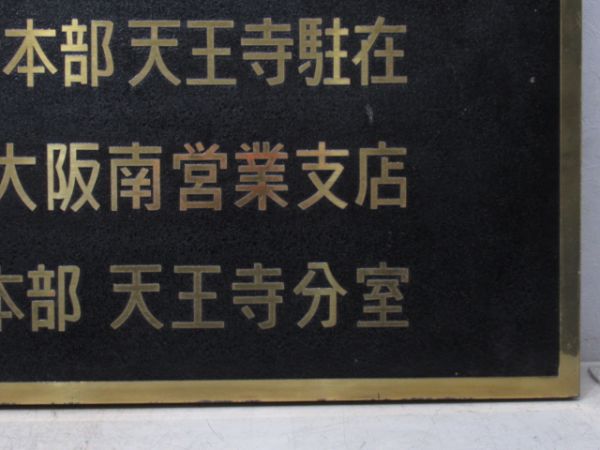 本部 天王寺駐在
大阪南営業支店
本部 天王寺分室